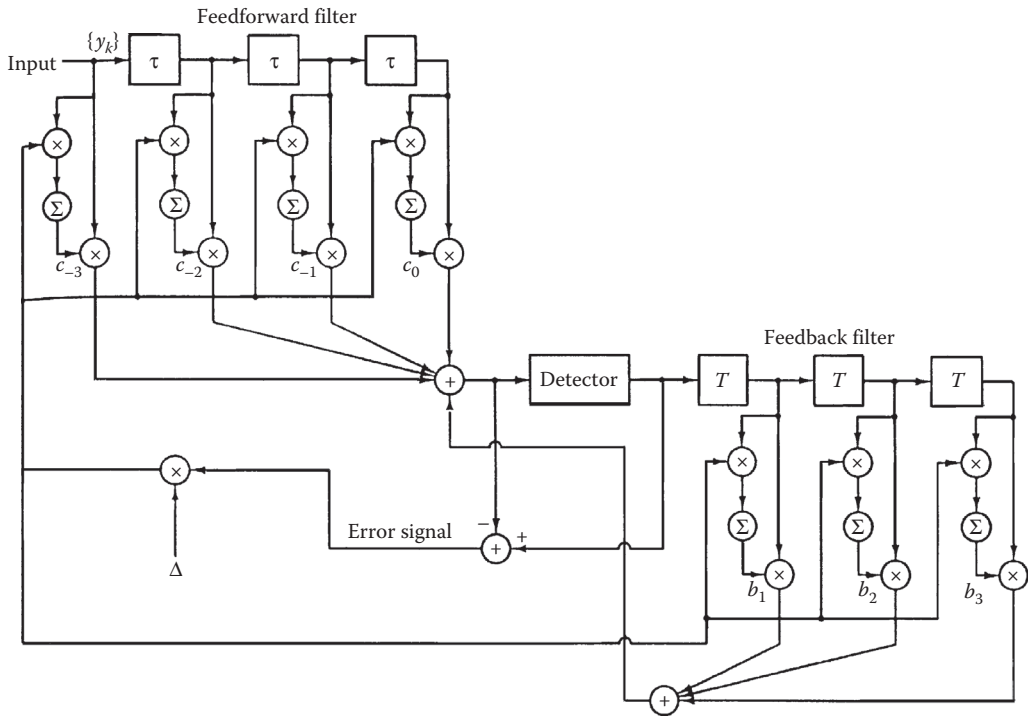 Feedforward filter
{y_k}
Input
τ
τ
τ
×
×
×
×
Σ
Σ
Σ
Σ
×
×
×
×
c_{−3}
c_{−2}
c_{−1}
c_0
Feedback filter
+
Detector
T
T
T
×
×
×
×
Σ
Σ
Σ
Error signal
−
+
+
Δ
×
×
×
b_1
b_2
b_3
+